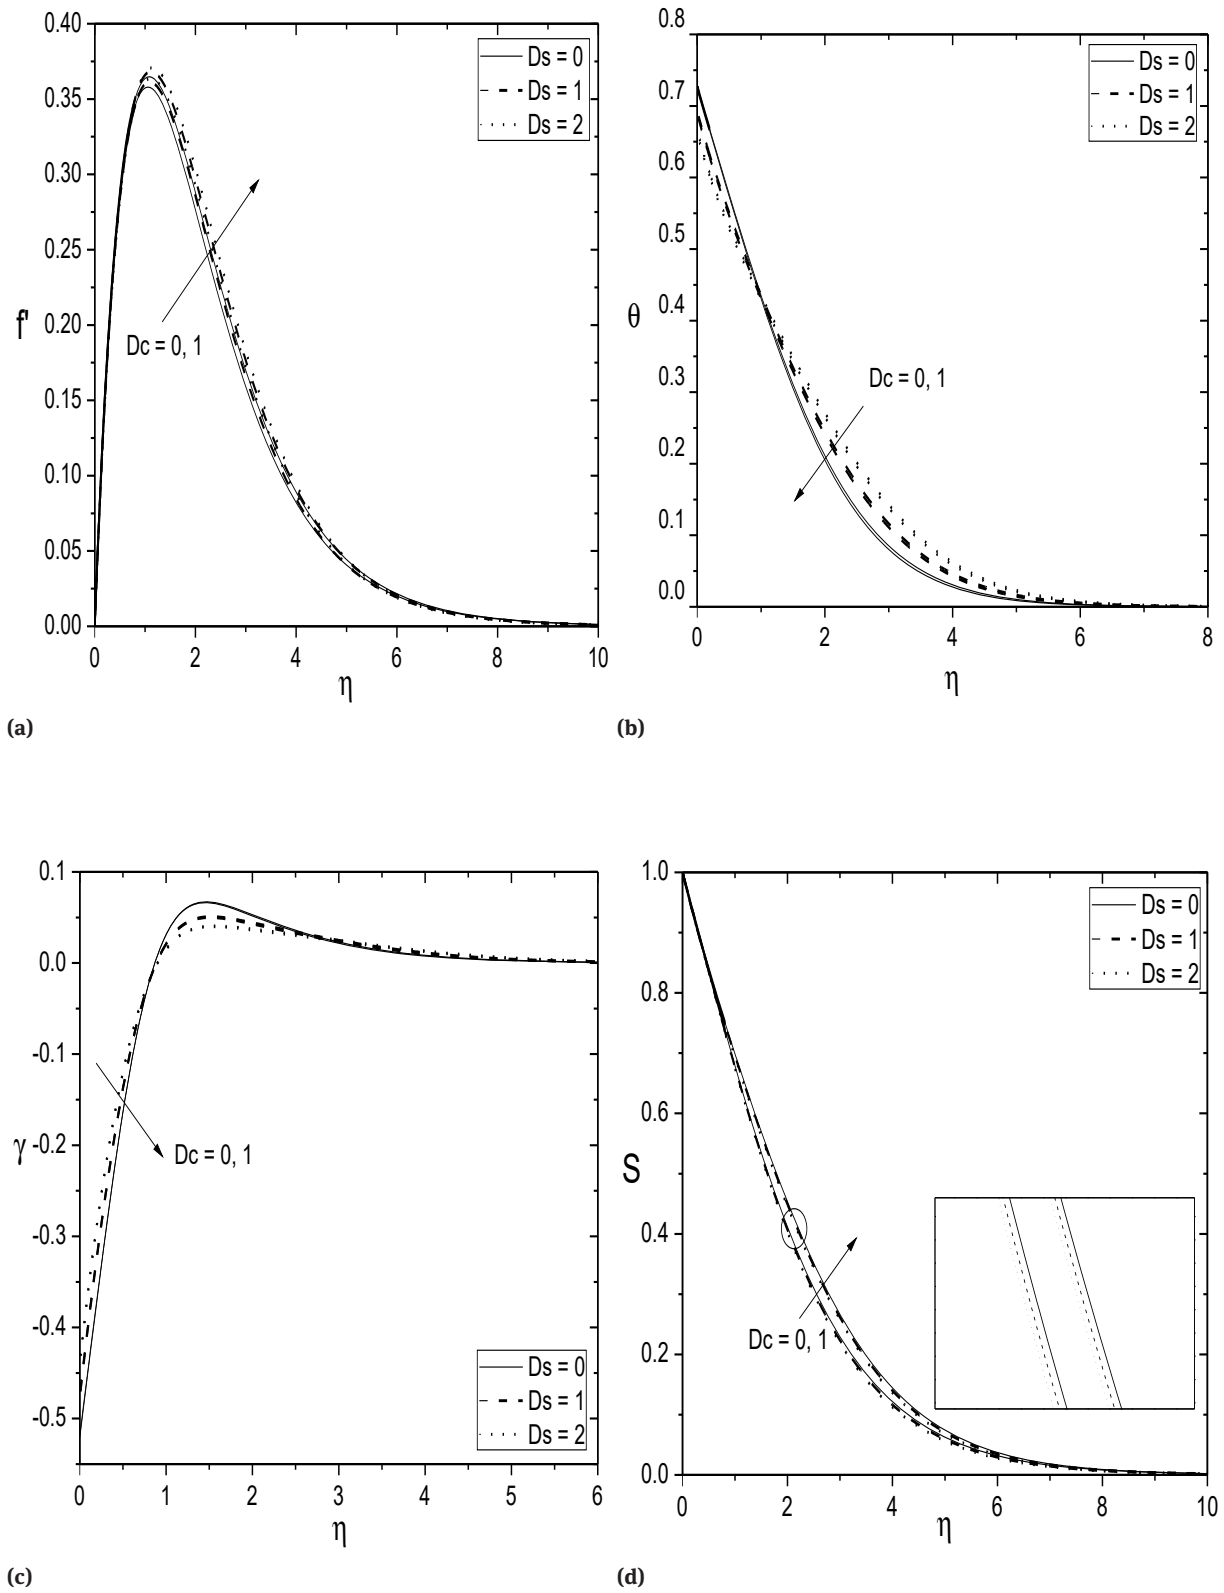 0.40
0.35
0.30
0.25
0.20
0.15
0.10
0.05
0.00
f'
Ds = 0
Ds = 1
Ds = 2
Dc = 0, 1
0 2 4 6 8 10
η
(a)
0.8
0.7
0.6
0.5
0.4
0.3
0.2
0.1
0.0
θ
Ds = 0
Ds = 1
Ds = 2
Dc = 0, 1
0 2 4 6 8
η
(b)
0.1
0.0
-0.1
-0.2
-0.3
-0.4
-0.5
γ
Dc = 0, 1
Ds = 0
Ds = 1
Ds = 2
0 1 2 3 4 5 6
η
(c)
1.0
0.8
0.6
0.4
0.2
0.0
S
Ds = 0
Ds = 1
Ds = 2
Dc = 0, 1
0 2 4 6 8 10
η
(d)